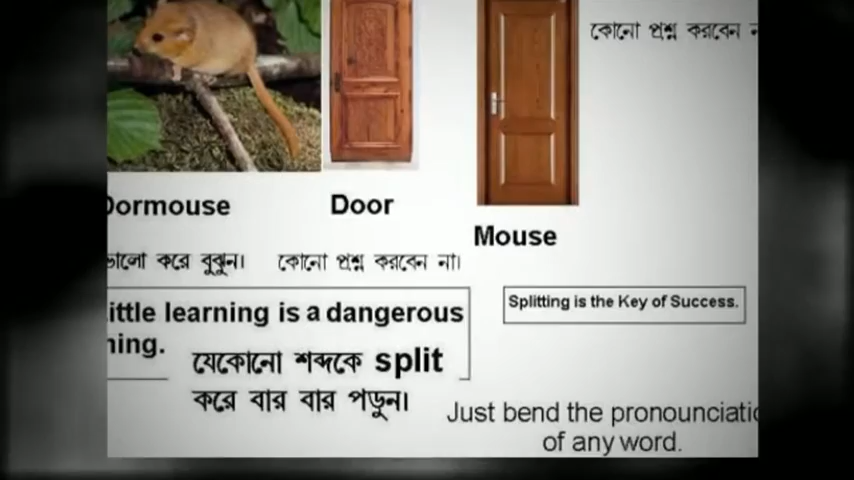 কোনো প্রশ্ন করবেন
Dormouse
Door
Mouse
ভালো করে বুঝুন।
কোনো প্রশ্ন করবেন না।
ittle learning is a dangerous
hing.
Splitting is the Key of Success.
যেকোনো শব্দকে split
করে বার বার পড়ুন।
Just bend the pronounciatio
of any word.